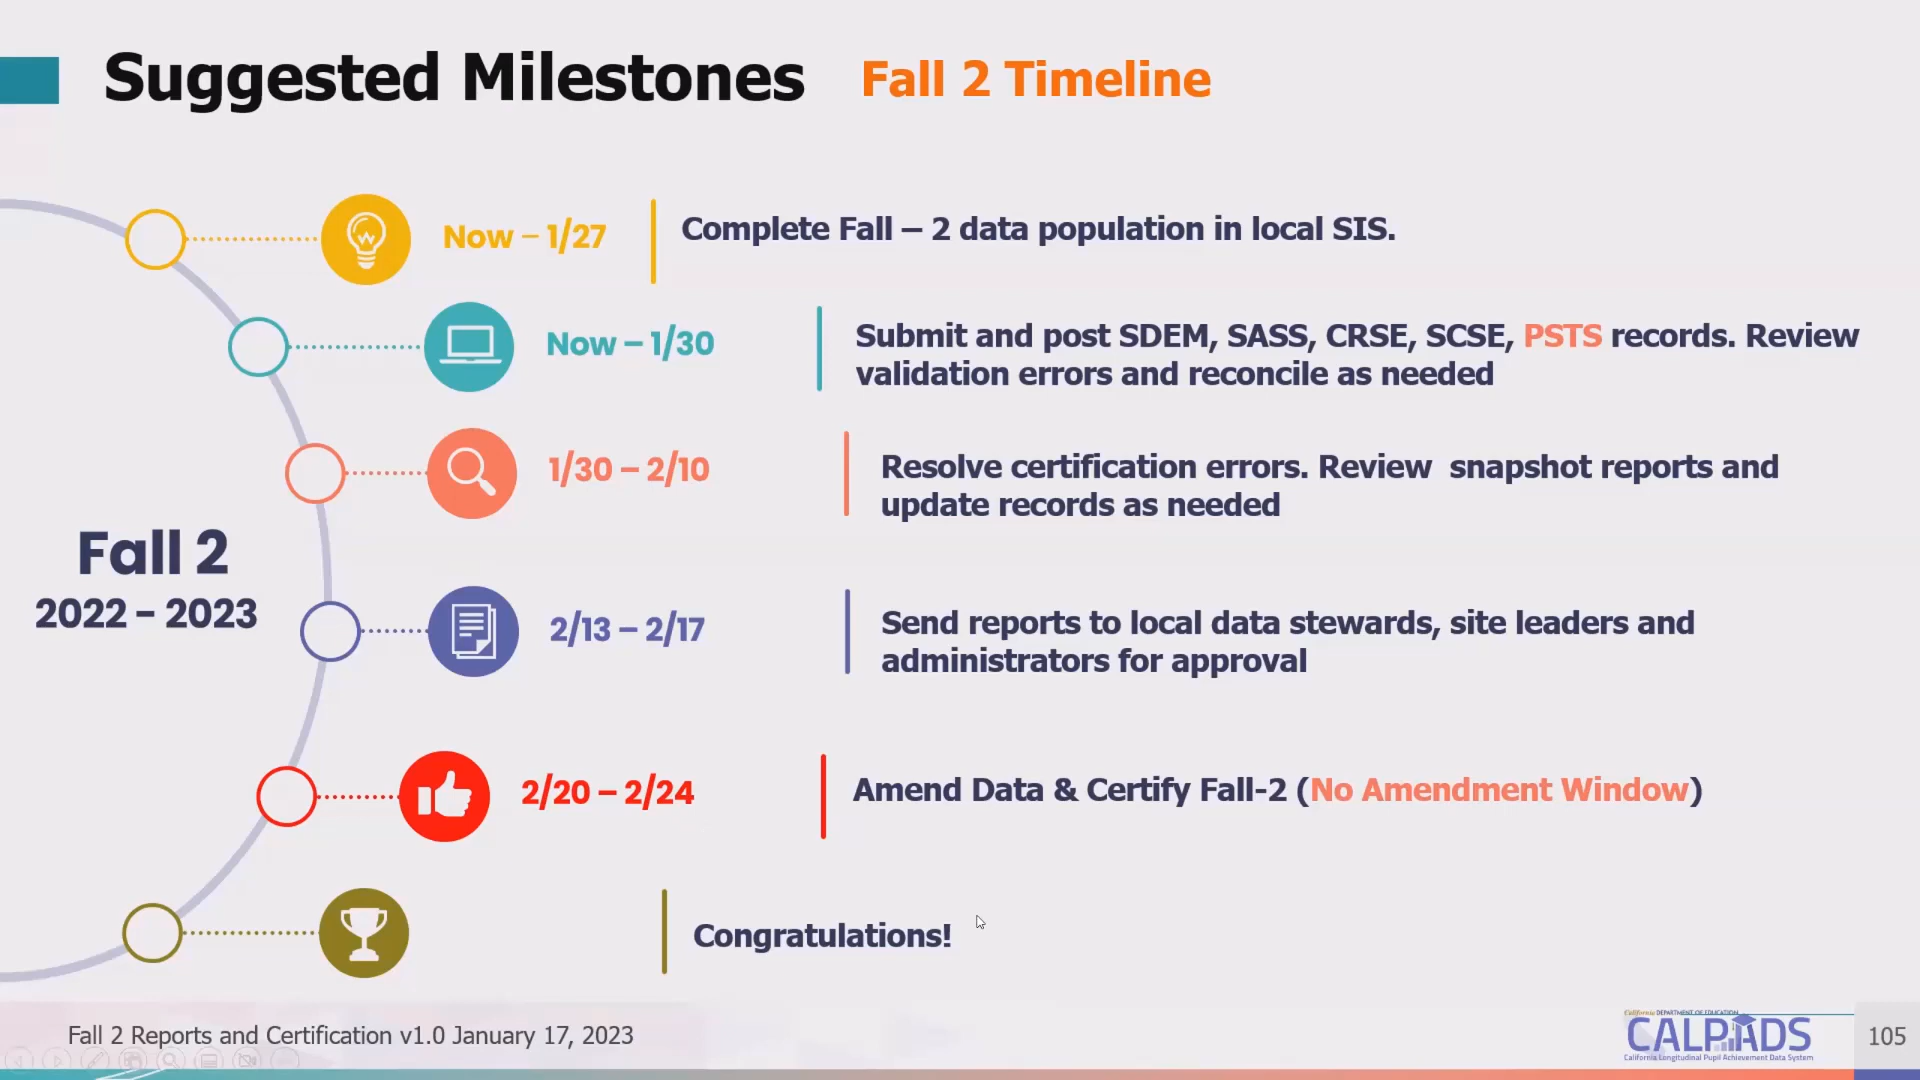 Suggested Milestones Fall 2 Timeline
Now – 1/27
Complete Fall – 2 data population in local SIS.
Now – 1/30
Submit and post SDEM, SASS, CRSE, SCSE, PSTS records. Review
validation errors and reconcile as needed
1/30 – 2/10
Resolve certification errors. Review snapshot reports and
update records as needed
Fall 2
2022 - 2023
2/13 – 2/17
Send reports to local data stewards, site leaders and
administrators for approval
2/20 – 2/24
Amend Data & Certify Fall-2 (No Amendment Window)
Congratulations!
Fall 2 Reports and Certification v1.0 January 17, 2023
California DEPARTMENT OF EDUCATION
CALPADS
California Longitudinal Pupil Achievement Data System
105